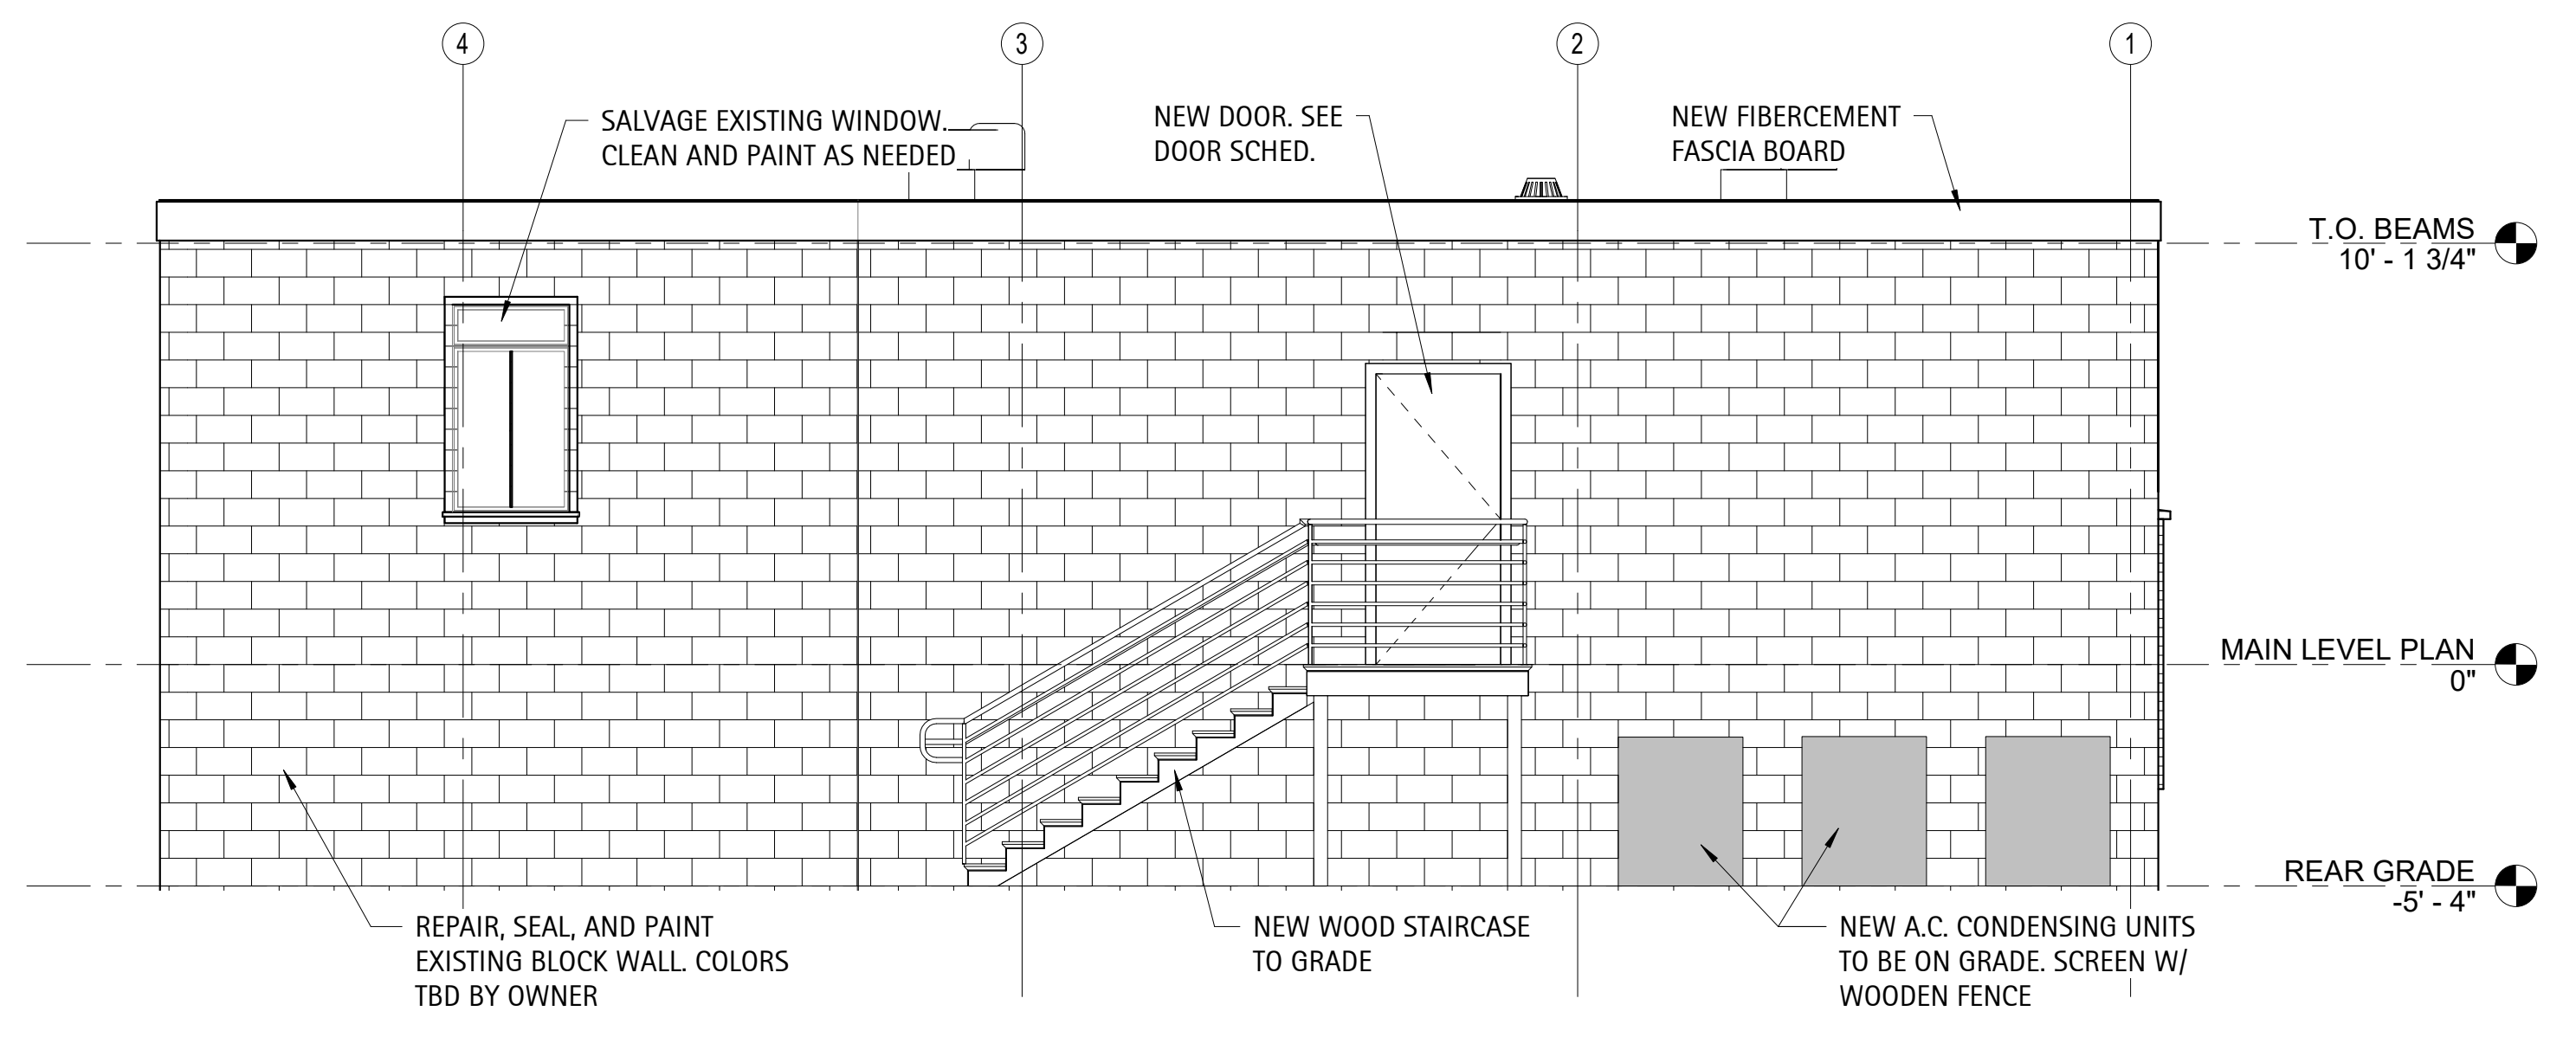 4
3
2
1
SALVAGE EXISTING WINDOW.
CLEAN AND PAINT AS NEEDED
NEW DOOR. SEE
DOOR SCHED.
NEW FIBERCEMENT
FASCIA BOARD
T.O. BEAMS
10' - 1 3/4"
MAIN LEVEL PLAN
0"
REAR GRADE
-5' - 4"
REPAIR, SEAL, AND PAINT
EXISTING BLOCK WALL. COLORS
TBD BY OWNER
NEW WOOD STAIRCASE
TO GRADE
NEW A.C. CONDENSING UNITS
TO BE ON GRADE. SCREEN W/
WOODEN FENCE